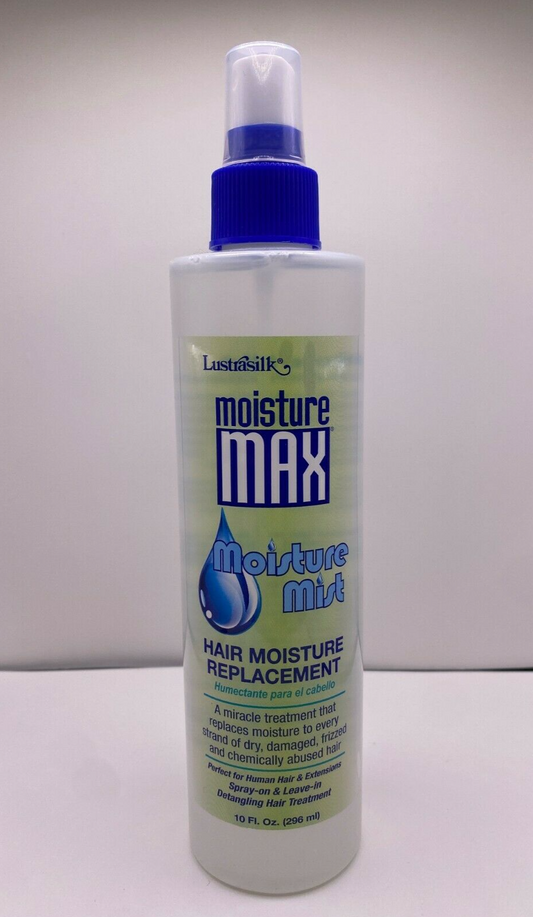 Lustrasilk®
moisture
MAX
Moisture
Mist
HAIR MOISTURE
REPLACEMENT
Humectante para el cabello
A miracle treatment that
replaces moisture to every
strand of dry, damaged, frizzed
and chemically abused hair
Perfect for Human Hair & Extensions
Spray-on & Leave-in
Detangling Hair Treatment
10 Fl. Oz. (296 ml)